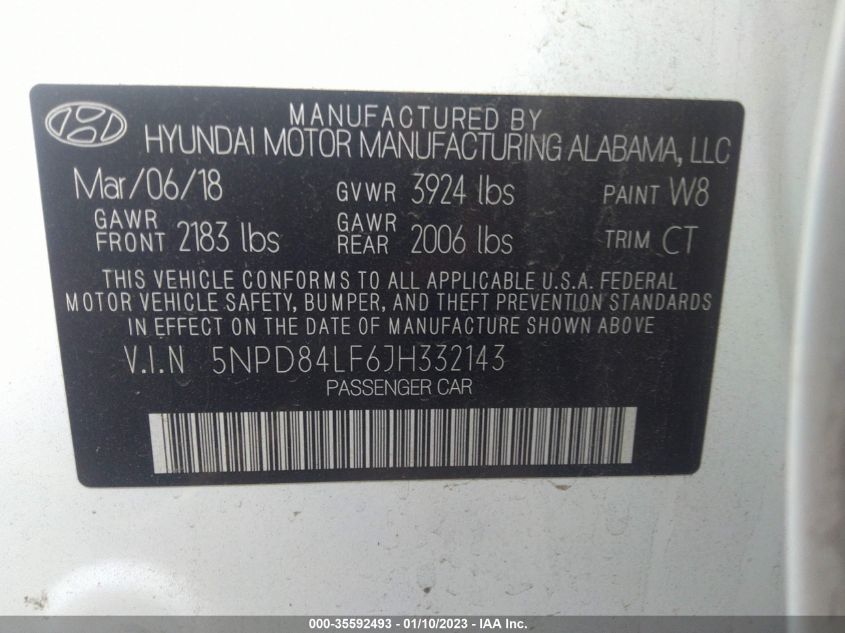 MANUFACTURED BY
HYUNDAI MOTOR MANUFACTURING ALABAMA, LLC
Mar/06/18 GVWR 3924 lbs PAINT W8
GAWR FRONT 2183 lbs GAWR REAR 2006 lbs TRIM CT
THIS VEHICLE CONFORMS TO ALL APPLICABLE U.S.A. FEDERAL
MOTOR VEHICLE SAFETY, BUMPER, AND THEFT PREVENTION STANDARDS
IN EFFECT ON THE DATE OF MANUFACTURE SHOWN ABOVE
V.I.N 5NPD84LF6JH332143
PASSENGER CAR
000-35592493 - 01/10/2023 - IAA Inc.